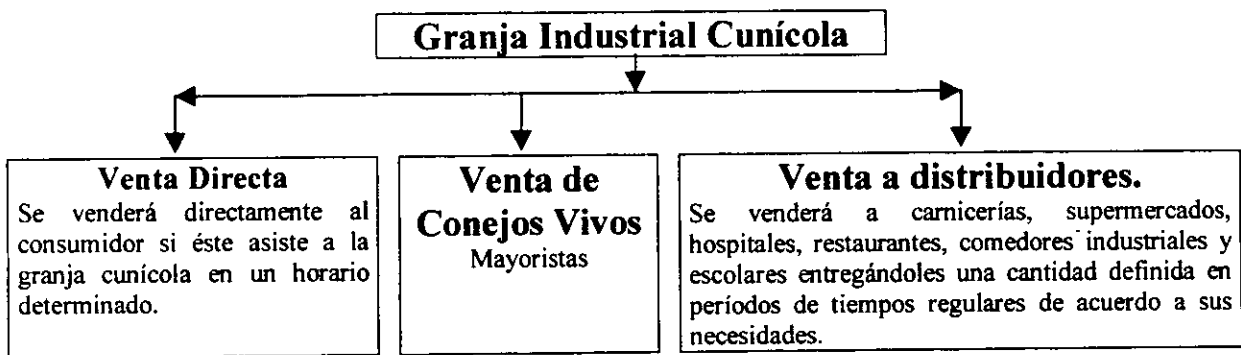 Granja Industrial Cunícola
Venta Directa
Se venderá directamente al
consumidor si éste asiste a la
granja cunícola en un horario
determinado.
Venta de
Conejos Vivos
Mayoristas
Venta a distribuidores.
Se venderá a carnicerías, supermercados,
hospitales, restaurantes, comedores industriales y
escolares entregándoles una cantidad definida en
períodos de tiempos regulares de acuerdo a sus
necesidades.